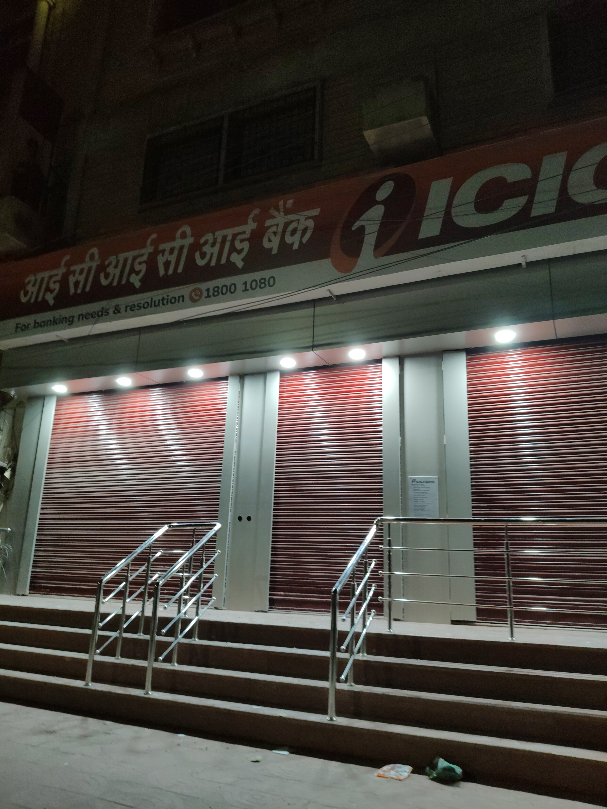 आई सी आई सी आई बैंक
ICIC
For banking needs & resolution 1800 1080